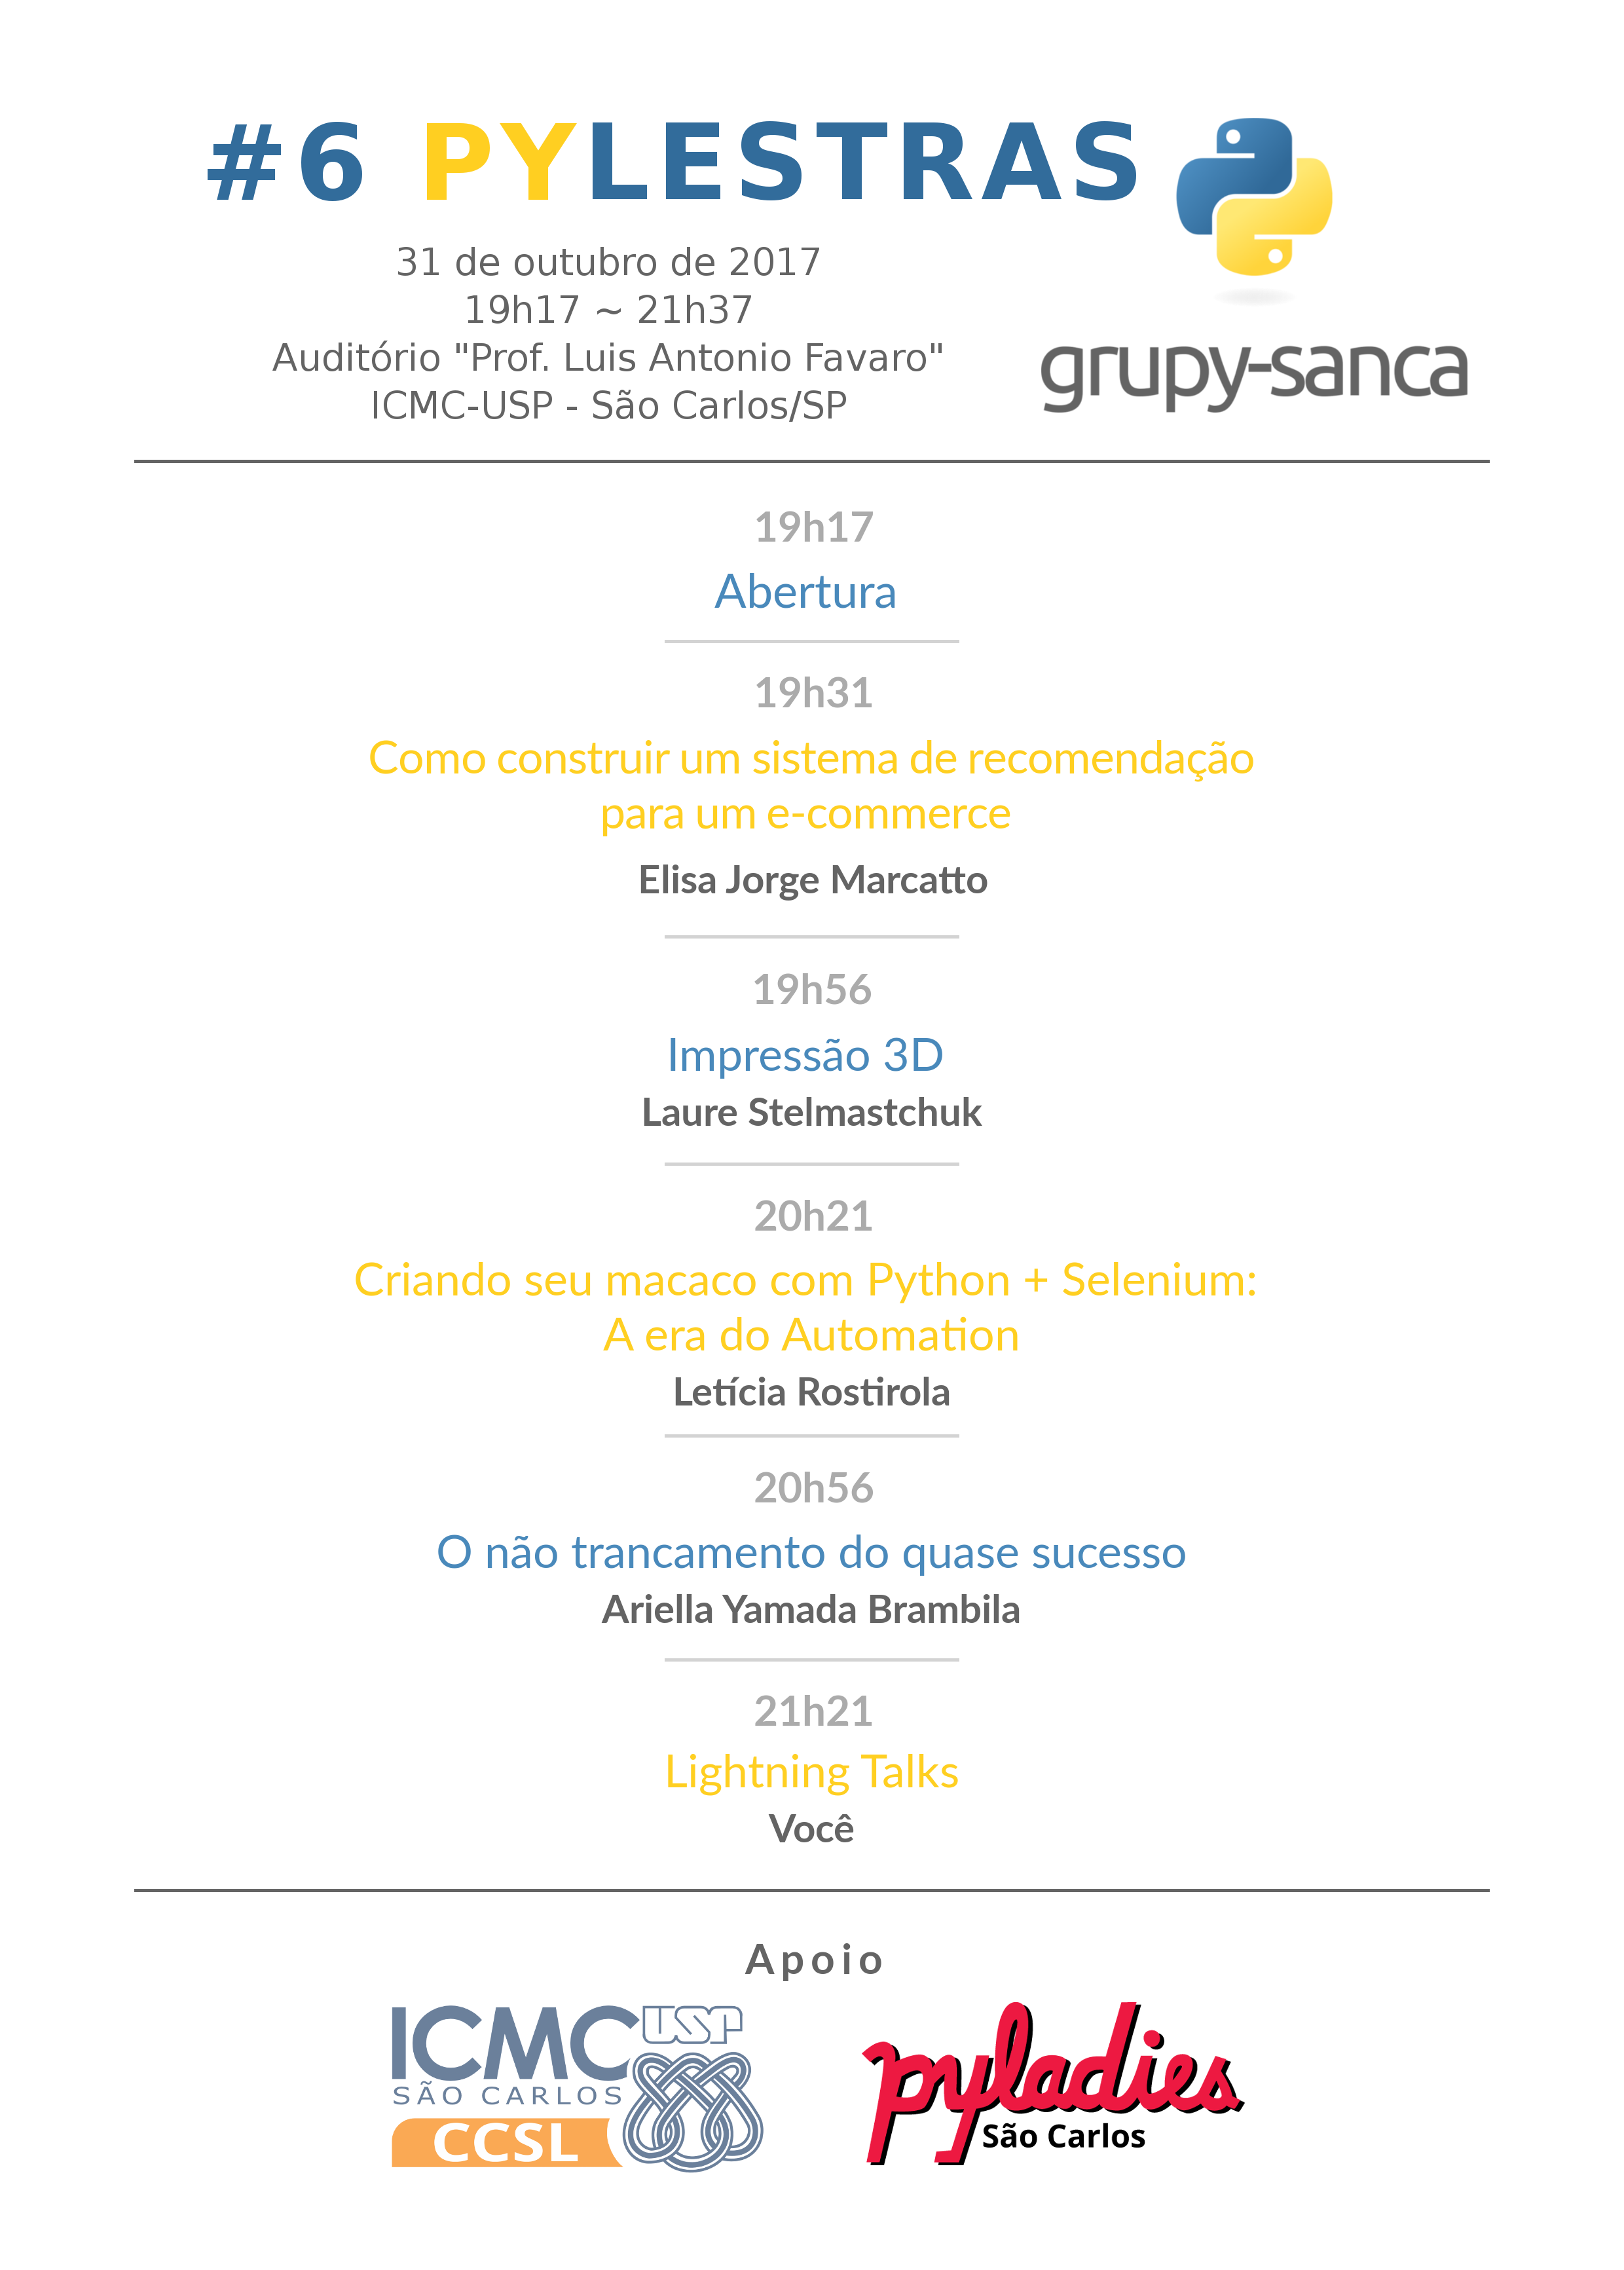 #6 PYLESTRAS
31 de outubro de 2017
19h17 ~ 21h37
Auditório "Prof. Luis Antonio Favaro"
ICMC-USP - São Carlos/SP
grupy-sanca
19h17
Abertura
19h31
Como construir um sistema de recomendação
para um e-commerce
Elisa Jorge Marcatto
19h56
Impressão 3D
Laure Stelmastchuk
20h21
Criando seu macaco com Python + Selenium:
A era do Automation
Letícia Rostirola
20h56
O não trancamento do quase sucesso
Ariella Yamada Brambila
21h21
Lightning Talks
Você
Apoio
ICMC USP
SÃO CARLOS
CCSL
pyladies
São Carlos